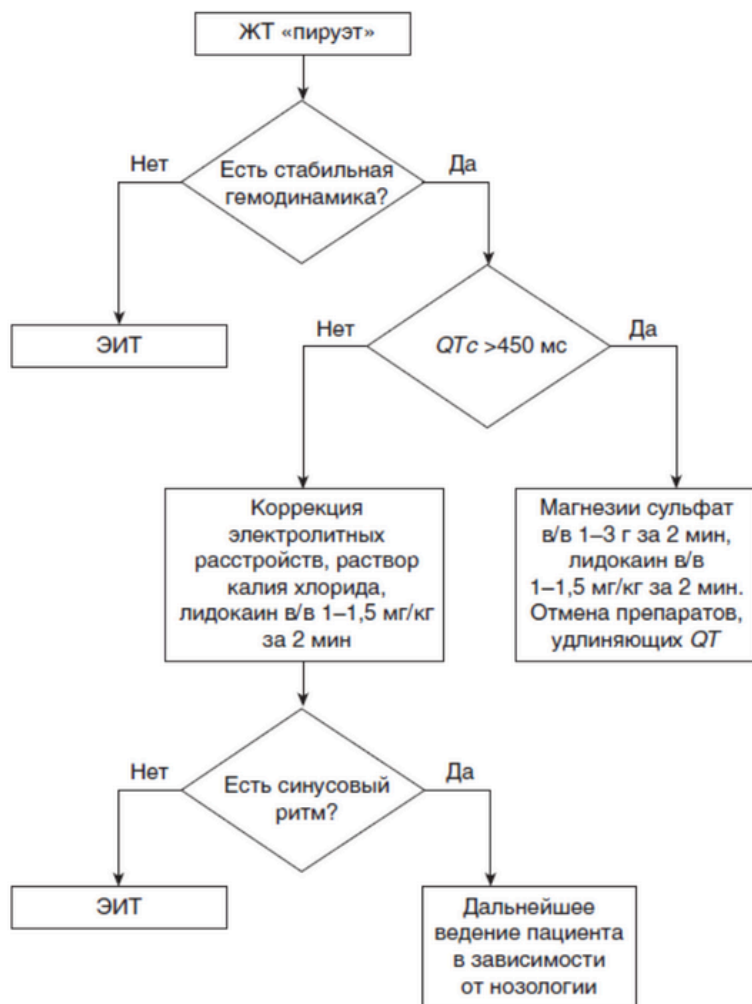 ЖТ «пируэт»
Нет
Есть стабильная
гемодинамика?
Да
ЭИТ
Нет
QTc >450 мс
Да
Коррекция
электролитных
расстройств, раствор
калия хлорида,
лидокаин в/в 1–1,5 мг/кг
за 2 мин
Магнезии сульфат
в/в 1–3 г за 2 мин,
лидокаин в/в
1–1,5 мг/кг за 2 мин.
Отмена препаратов,
удлиняющих QT
Нет
Есть синусовый
ритм?
Да
ЭИТ
Дальнейшее
ведение пациента
в зависимости
от нозологии